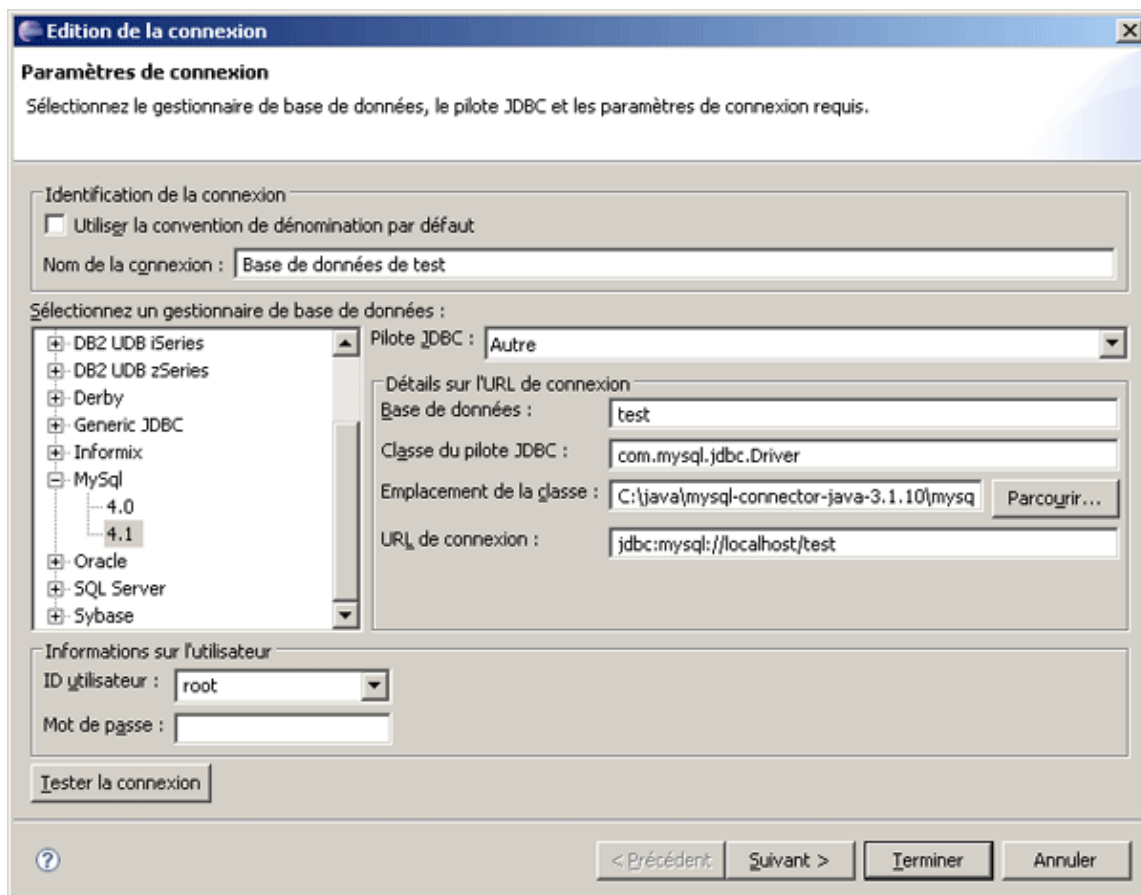 Edition de la connexion
Paramètres de connexion
Sélectionnez le gestionnaire de base de données, le pilote JDBC et les paramètres de connexion requis.
Identification de la connexion
Utiliser la convention de dénomination par défaut
Nom de la connexion : Base de données de test
Sélectionnez un gestionnaire de base de données :
DB2 UDB iSeries
DB2 UDB zSeries
Derby
Generic JDBC
Informix
MySql
4.0
4.1
Oracle
SQL Server
Sybase
Pilote JDBC : Autre
Détails sur l'URL de connexion
Base de données : test
Classe du pilote JDBC : com.mysql.jdbc.Driver
Emplacement de la classe : C:\java\mysql-connector-java-3.1.10\mysq Parcourir...
URL de connexion : jdbc:mysql://localhost/test
Informations sur l'utilisateur
ID utilisateur : root
Mot de passe :
Tester la connexion
? < Précédent Suivant > Terminer Annuler